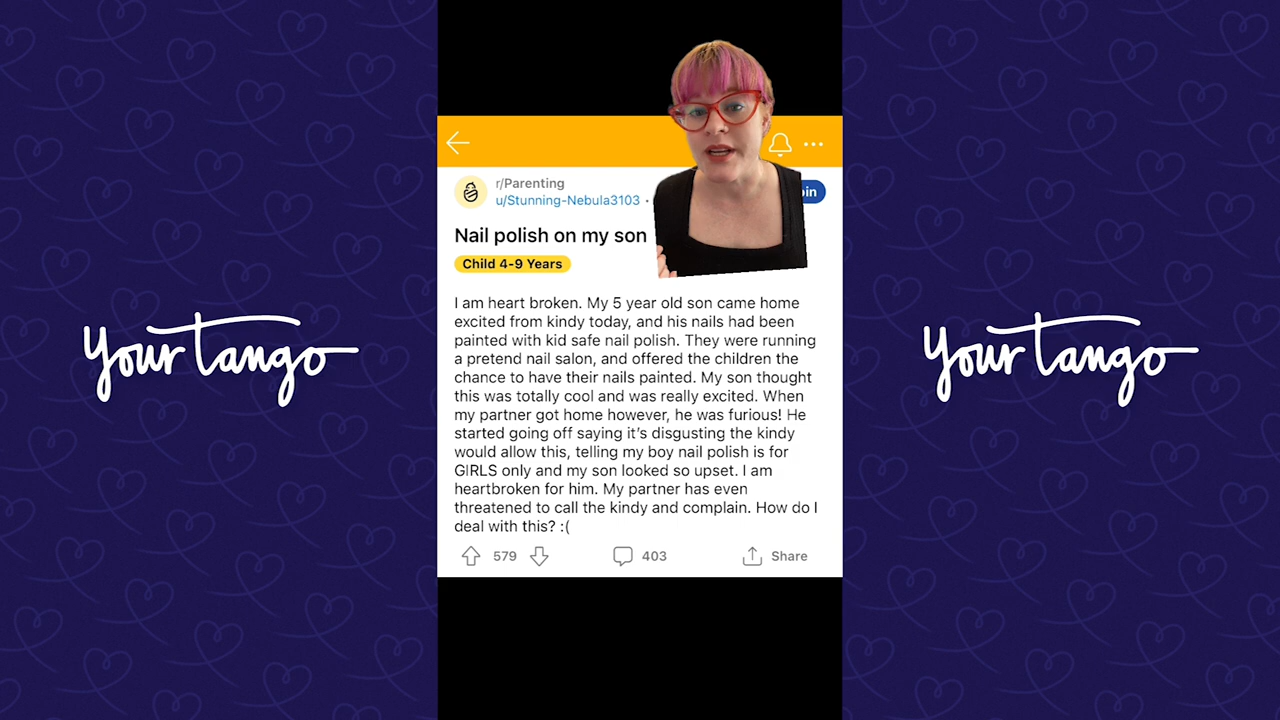 r/Parenting
u/Stunning-Nebula3103 ·
Nail polish on my son
Child 4-9 Years
I am heart broken. My 5 year old son came home
excited from kindy today, and his nails had been
painted with kid safe nail polish. They were running
a pretend nail salon, and offered the children the
chance to have their nails painted. My son thought
this was totally cool and was really excited. When
my partner got home however, he was furious! He
started going off saying it's disgusting the kindy
would allow this, telling my boy nail polish is for
GIRLS only and my son looked so upset. I am
heartbroken for him. My partner has even
threatened to call the kindy and complain. How do I
deal with this? :(
579
403
Share
Your Tango
Your Tango